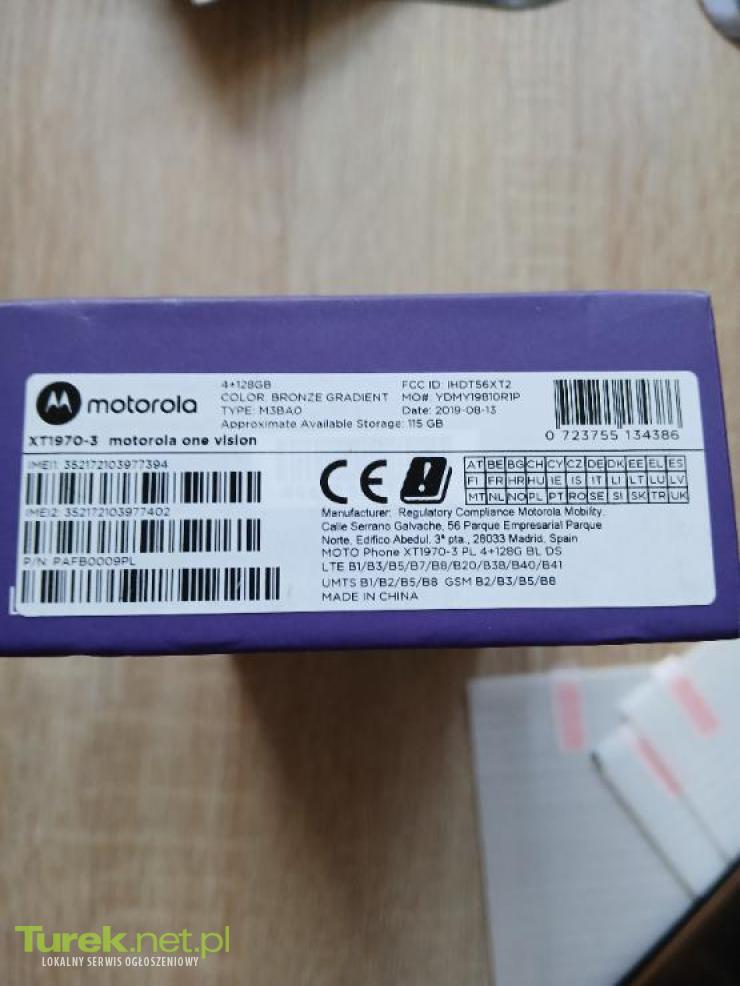 motorola
4+128GB
COLOR: BRONZE GRADIENT
TYPE: M3BA0
Approximate Available Storage: 115 GB
FCC ID: IHDT56XT2
MO#: YDMY19810R1P
Date: 2019-08-13
0 723755 134386
XT1970-3 motorola one vision
IMEI1: 352172103977394
IMEI2: 352172103977402
P/N: PAFB0009PL
CE
AT BE BG CH CY CZ DE DK EE EL ES
FI FR HR HU IE IS IT LI LT LU LV
MT NL NO PL PT RO SE SI SK TR UK
Manufacturer: Regulatory Compliance Motorola Mobility.
Calle Serrano Galvache, 56 Parque Empresarial Parque
Norte, Edifico Abedul, 3ª pta., 28033 Madrid, Spain
MOTO Phone XT1970-3 PL 4+128G BL DS
LTE B1/B3/B5/B7/B8/B20/B38/B40/B41
UMTS B1/B2/B5/B8 GSM B2/B3/B5/B8
MADE IN CHINA
Turek.net.pl
LOKALNY SERWIS OGŁOSZENIOWY